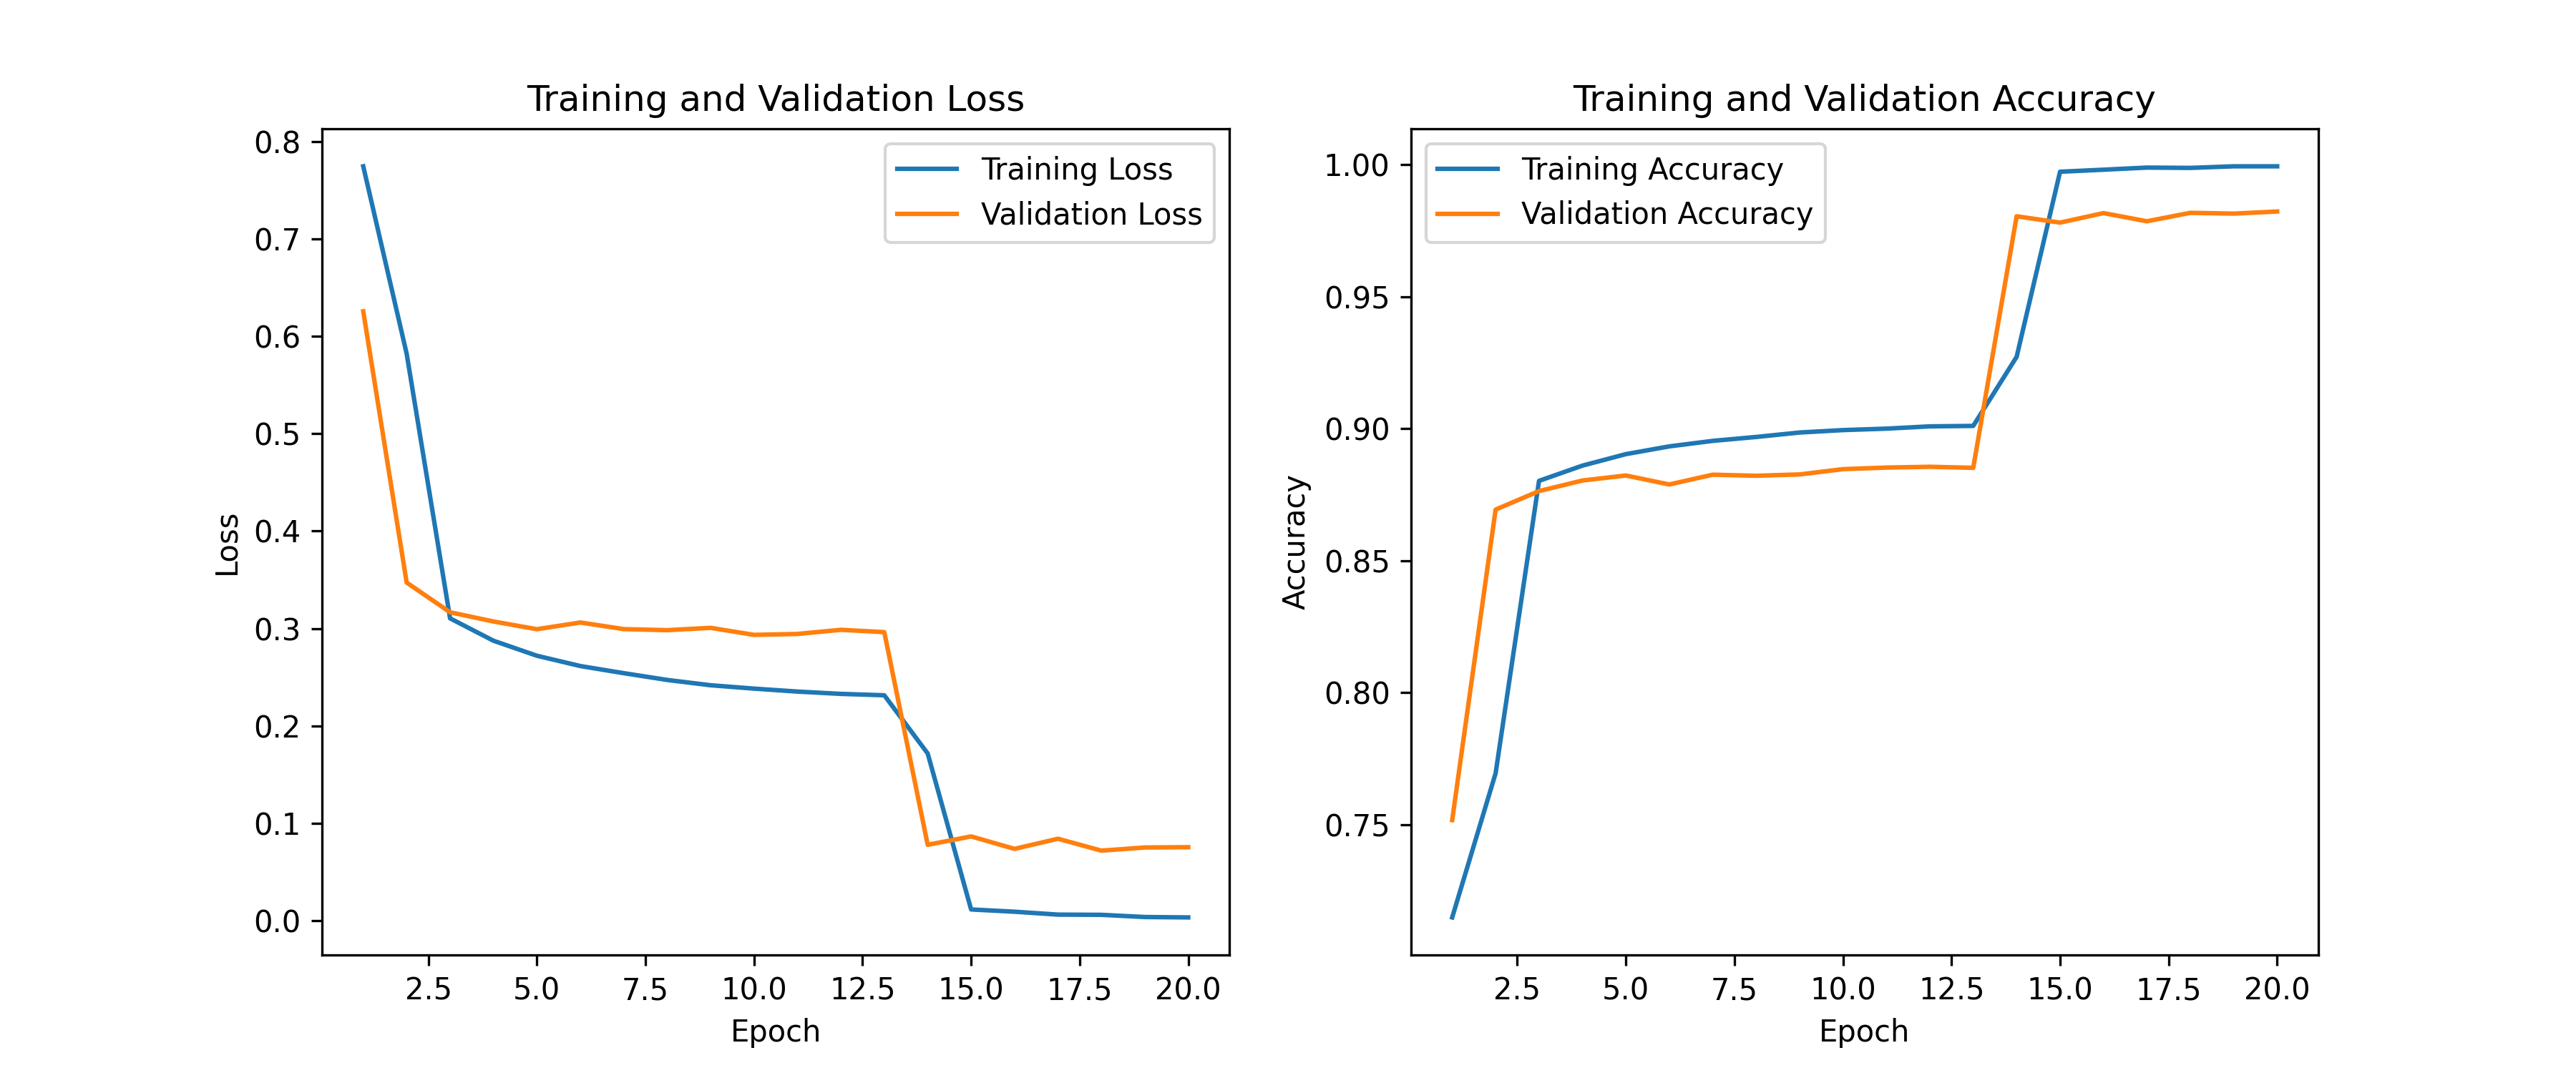 Training and Validation Loss
0.8
0.7
0.6
0.5
0.4
0.3
0.2
0.1
0.0
Loss
Training Loss
Validation Loss
2.5 5.0 7.5 10.0 12.5 15.0 17.5 20.0
Epoch
Training and Validation Accuracy
1.00
0.95
0.90
0.85
0.80
0.75
Accuracy
Training Accuracy
Validation Accuracy
2.5 5.0 7.5 10.0 12.5 15.0 17.5 20.0
Epoch